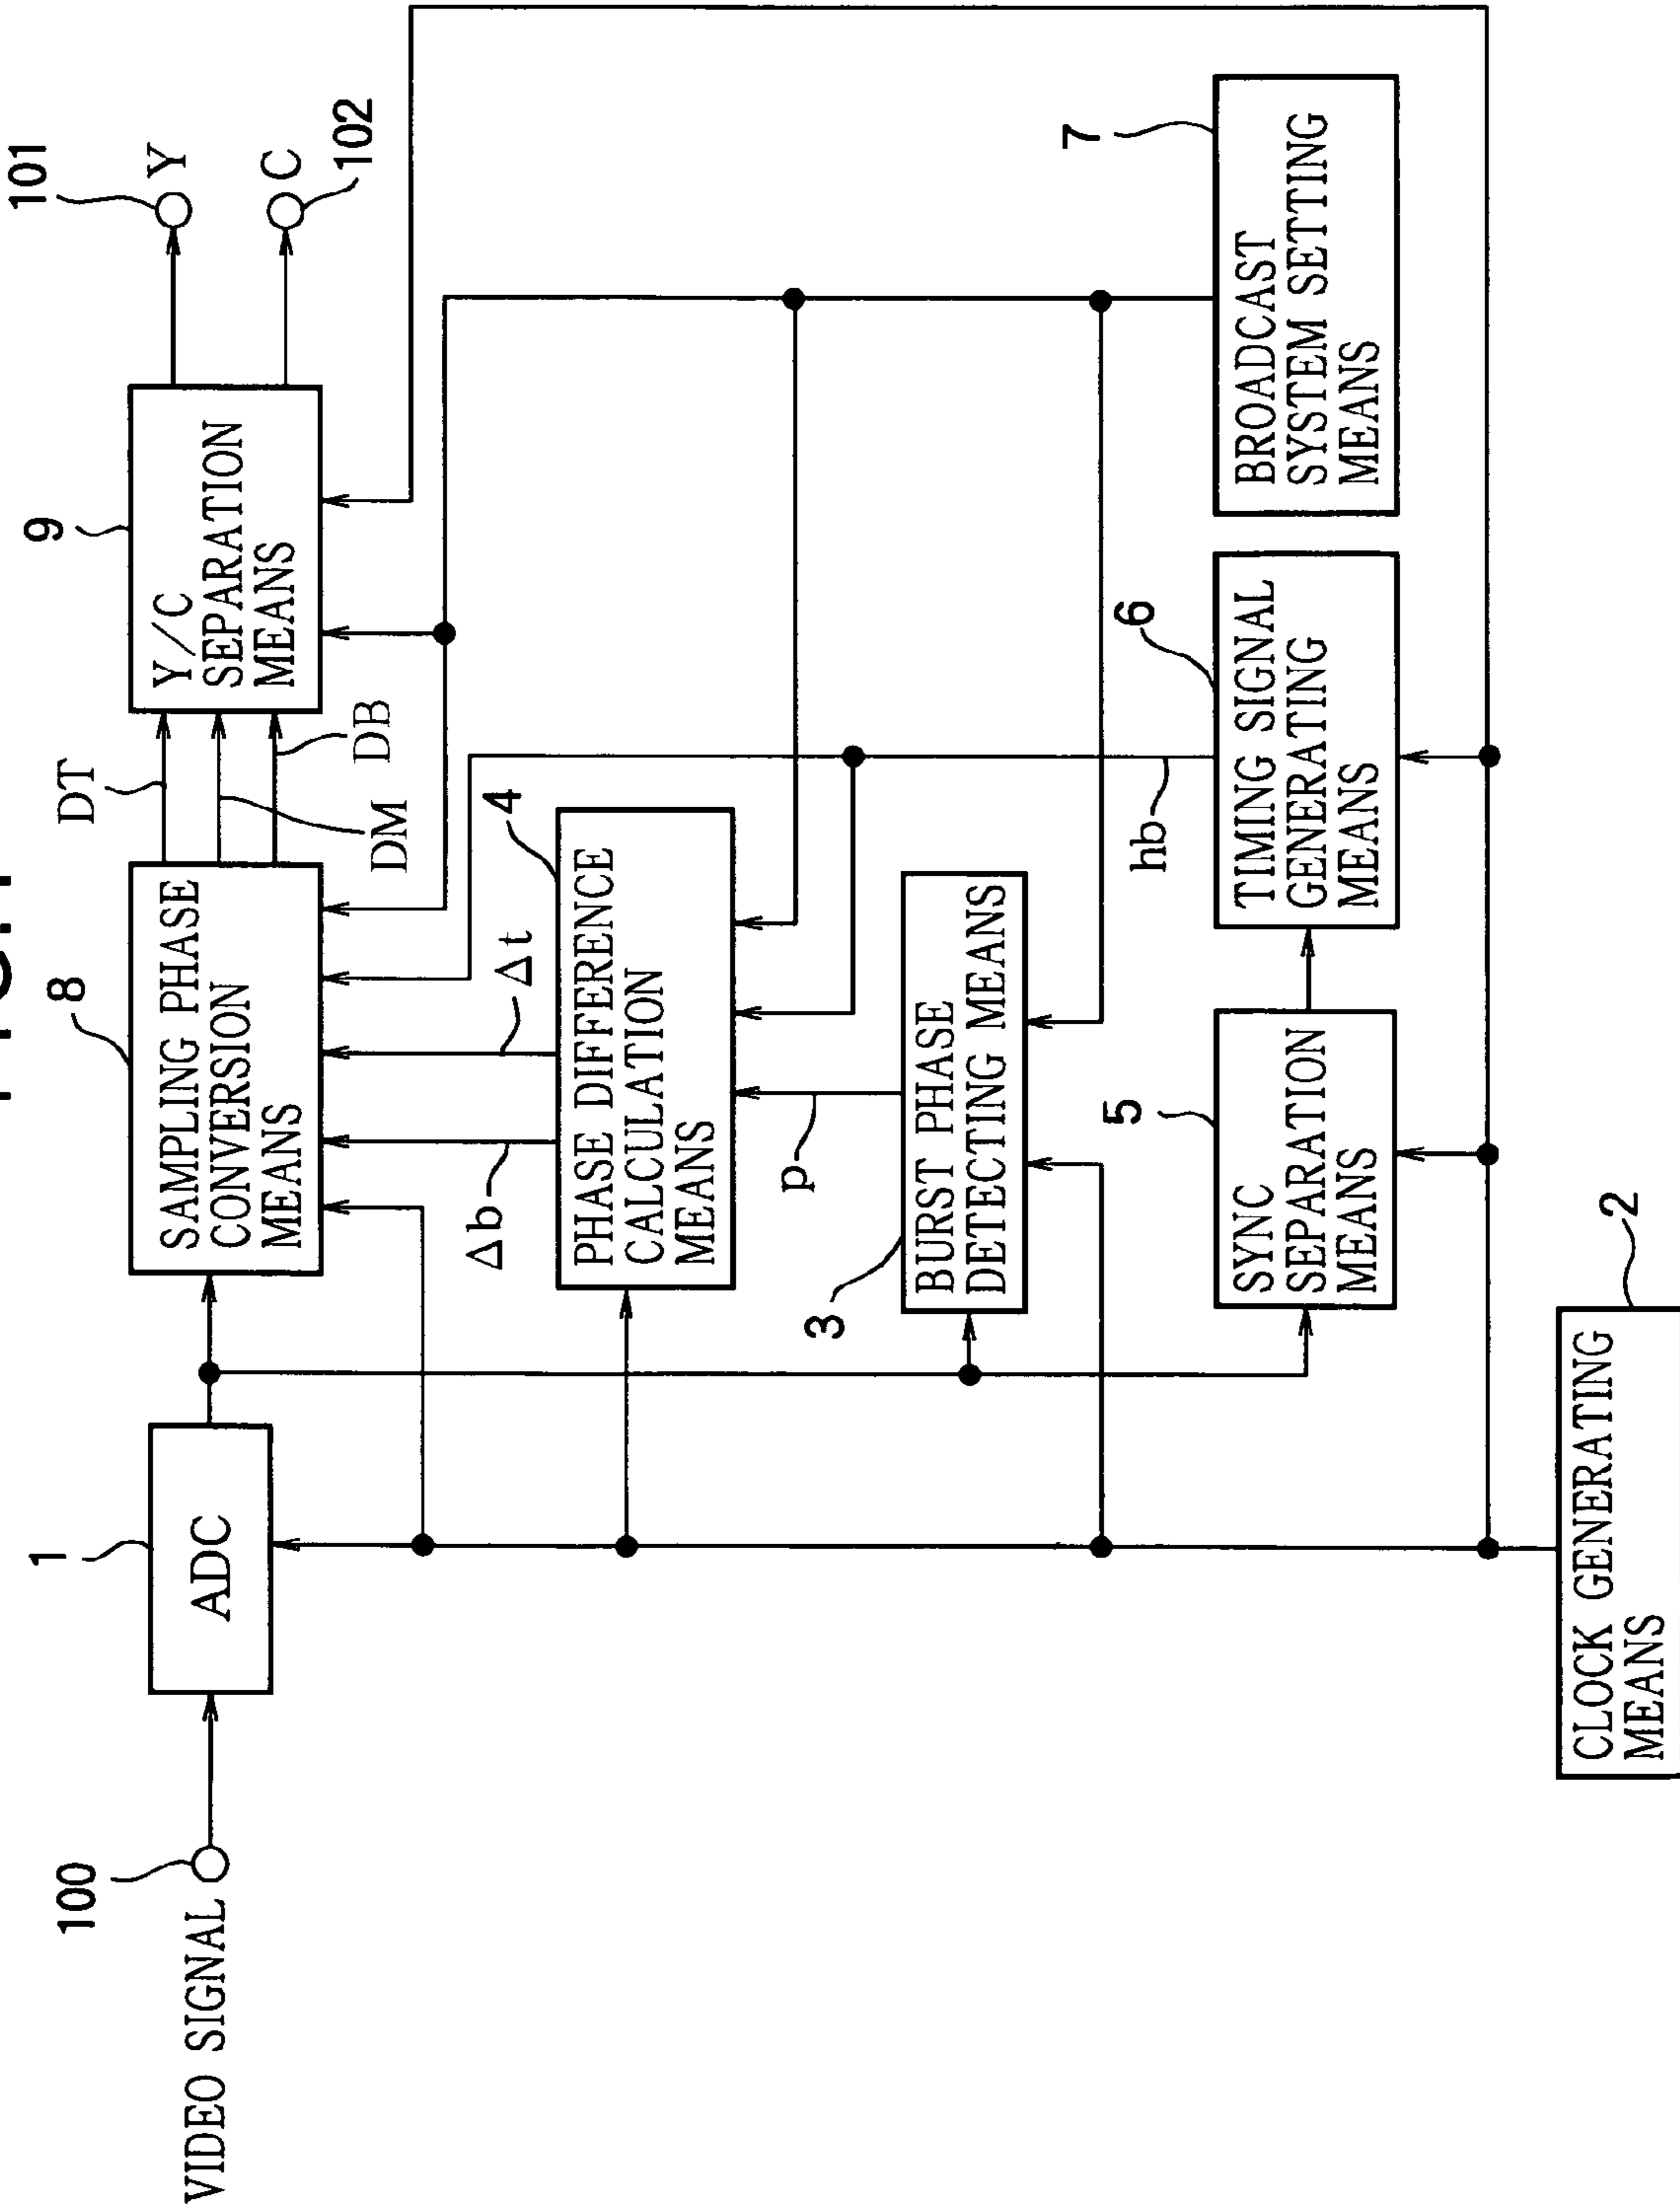 100
VIDEO SIGNAL
1
ADC
8
SAMPLING PHASE
CONVERSION
MEANS
DT
DM
DB
9
Y/C
SEPARATION
MEANS
101
Y
C
102
Δb
Δt
4
PHASE DIFFERENCE
CALCULATION
MEANS
p
3
BURST PHASE
DETECTING MEANS
hb
5
SYNC
SEPARATION
MEANS
6
TIMING SIGNAL
GENERATING
MEANS
7
BROADCAST
SYSTEM SETTING
MEANS
2
CLOCK GENERATING
MEANS